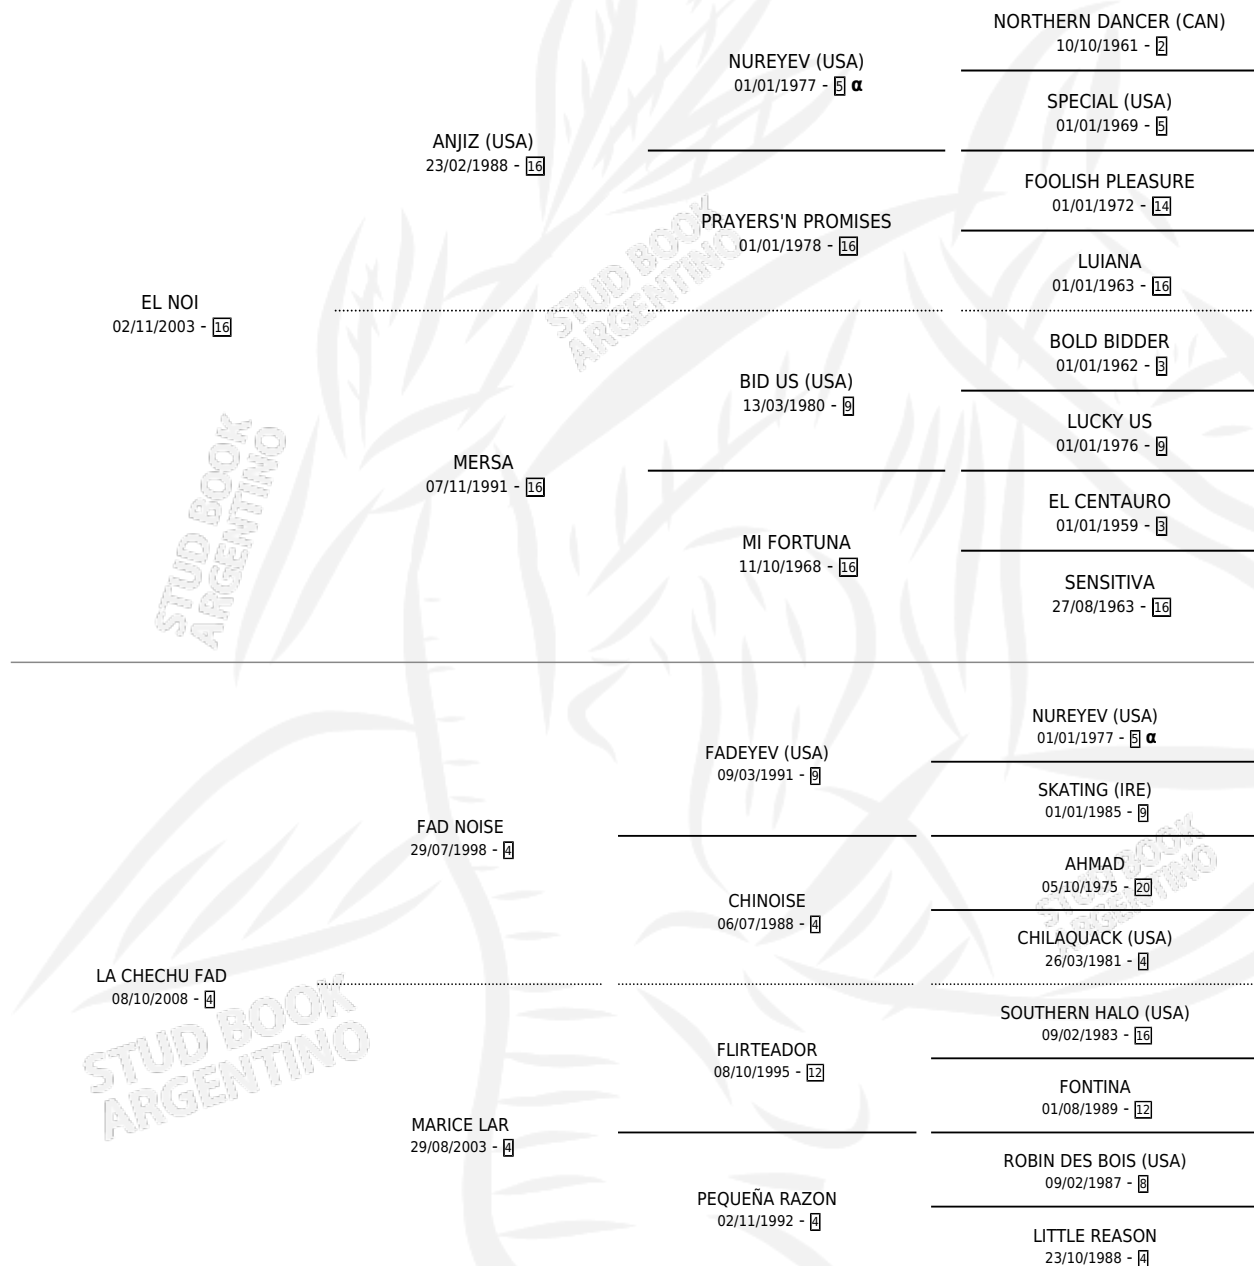 NORTHERN DANCER (CAN)
10/10/1961 - 2
NUREYEV (USA)
01/01/1977 - 5 α
SPECIAL (USA)
01/01/1969 - 5
ANJIZ (USA)
23/02/1988 - 16
FOOLISH PLEASURE
01/01/1972 - 14
PRAYERS'N PROMISES
01/01/1978 - 16
LUIANA
01/01/1963 - 16
EL NOI
02/11/2003 - 16
BOLD BIDDER
01/01/1962 - 3
BID US (USA)
13/03/1980 - 9
LUCKY US
01/01/1976 - 9
MERSA
07/11/1991 - 16
EL CENTAURO
01/01/1959 - 3
MI FORTUNA
11/10/1968 - 16
SENSITIVA
27/08/1963 - 16
NUREYEV (USA)
01/01/1977 - 5 α
FADEYEV (USA)
09/03/1991 - 9
SKATING (IRE)
01/01/1985 - 9
FAD NOISE
29/07/1998 - 4
AHMAD
05/10/1975 - 20
CHINOISE
06/07/1988 - 4
CHILAQUACK (USA)
26/03/1981 - 4
LA CHECHU FAD
08/10/2008 - 4
SOUTHERN HALO (USA)
09/02/1983 - 16
FLIRTEADOR
08/10/1995 - 12
FONTINA
01/08/1989 - 12
MARICE LAR
29/08/2003 - 4
ROBIN DES BOIS (USA)
09/02/1987 - 8
PEQUEÑA RAZON
02/11/1992 - 4
LITTLE REASON
23/10/1988 - 4
STUD BOOK
ARGENTINO
STUD BOOK
ARGENTINO
STUD BOOK
ARGENTINO
STUD BOOK
ARGENTINO